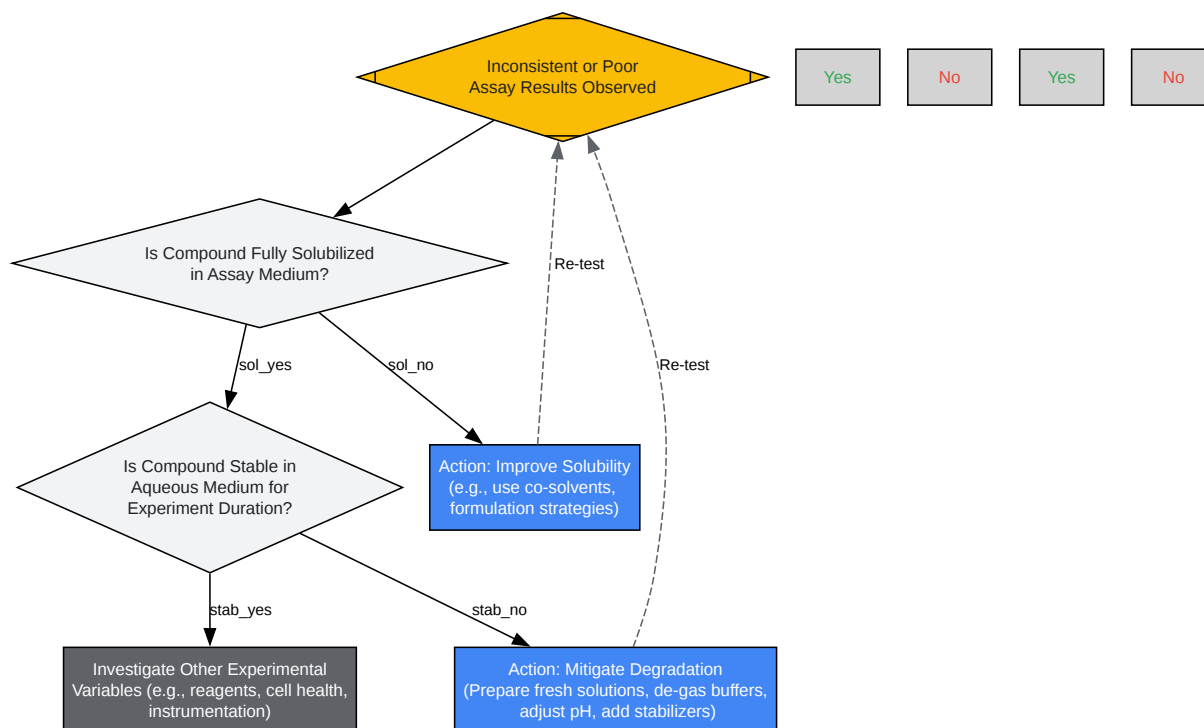 Inconsistent or Poor
Assay Results Observed
Yes
No
Yes
No
Is Compound Fully Solubilized
in Assay Medium?
Re-test
sol_yes
sol_no
Re-test
Is Compound Stable in
Aqueous Medium for
Experiment Duration?
Action: Improve Solubility
(e.g., use co-solvents,
formulation strategies)
stab_yes
stab_no
Investigate Other Experimental
Variables (e.g., reagents, cell health,
instrumentation)
Action: Mitigate Degradation
(Prepare fresh solutions, de-gas buffers,
adjust pH, add stabilizers)